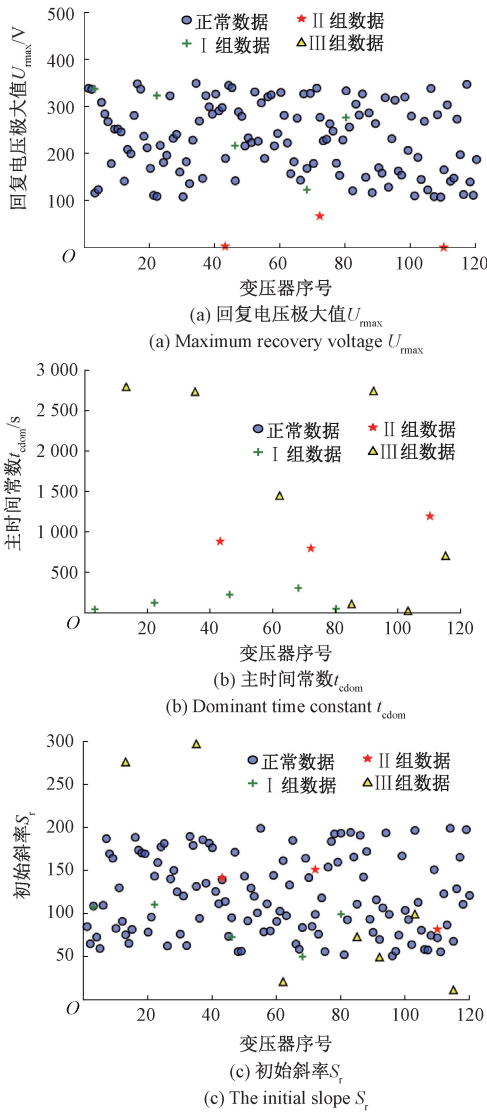 500
正常数据
Ⅱ组数据
Ⅰ组数据
Ⅲ组数据
400
300
200
100
回复电压极大值Urmax/V
O
20
40
60
80
100
120
变压器序号
(a) 回复电压极大值Urmax
(a) Maximum recovery voltage Urmax
3 000
2 500
2 000
1 500
1 000
500
主时间常数tcdom/s
正常数据
Ⅱ组数据
Ⅰ组数据
Ⅲ组数据
O
20
40
60
80
100
120
变压器序号
(b) 主时间常数tcdom
(b) Dominant time constant tcdom
300
正常数据
Ⅱ组数据
Ⅰ组数据
Ⅲ组数据
250
200
150
100
50
初始斜率Sr
O
20
40
60
80
100
120
变压器序号
(c) 初始斜率Sr
(c) The initial slope Sr